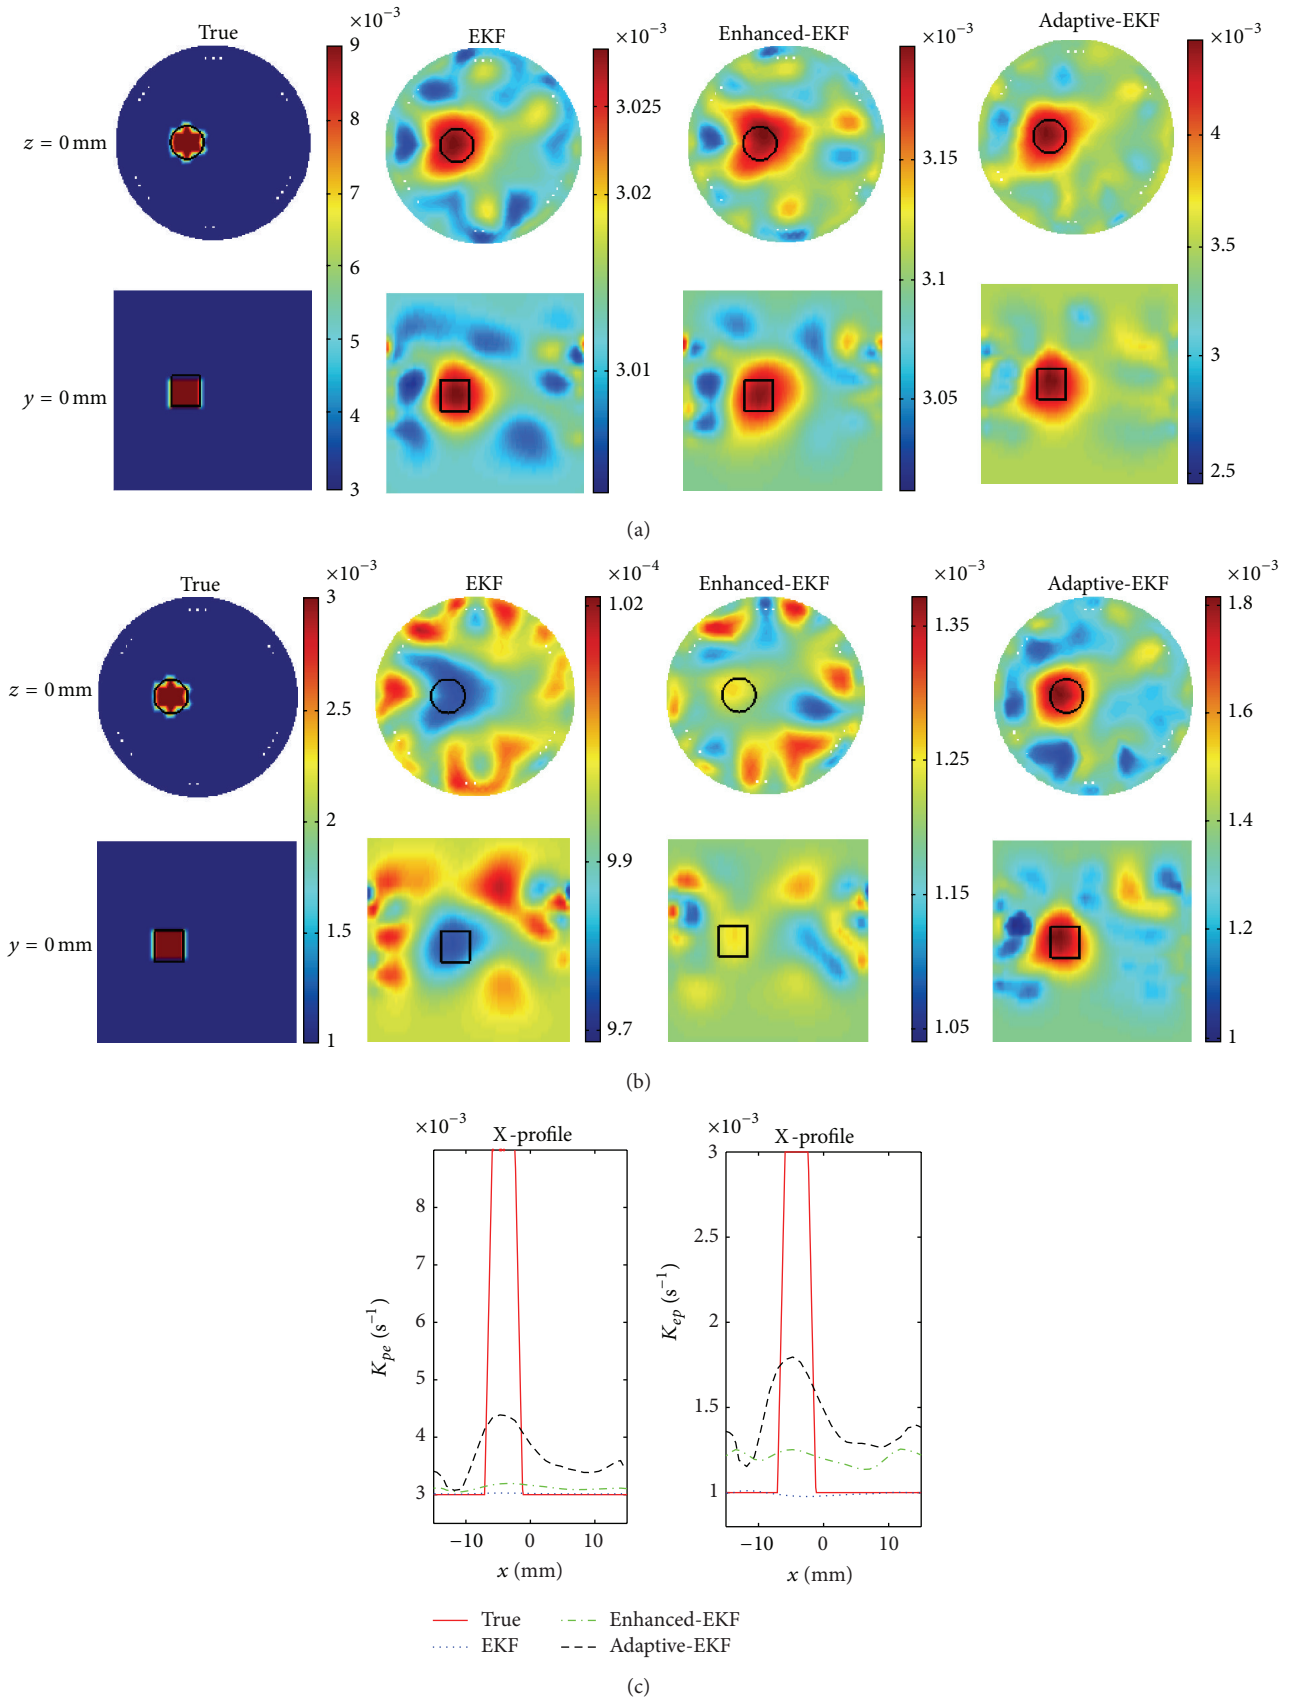 True
×10⁻³
EKF
×10⁻³
Enhanced-EKF
×10⁻³
Adaptive-EKF
×10⁻³
z = 0 mm
y = 0 mm
9
8
7
6
5
4
3
3.025
3.02
3.01
3.15
3.1
3.05
4
3.5
3
2.5
(a)
True
×10⁻³
EKF
×10⁻⁴
Enhanced-EKF
×10⁻³
Adaptive-EKF
×10⁻³
z = 0 mm
y = 0 mm
3
2.5
2
1.5
1
1.02
9.9
9.7
1.35
1.25
1.15
1.05
1.8
1.6
1.4
1.2
1
(b)
×10⁻³
X-profile
8
7
6
5
4
3
K_pe (s⁻¹)
−10 0 10
x (mm)
×10⁻³
X-profile
3
2.5
2
1.5
1
K_ep (s⁻¹)
−10 0 10
x (mm)
True
EKF
Enhanced-EKF
Adaptive-EKF
(c)